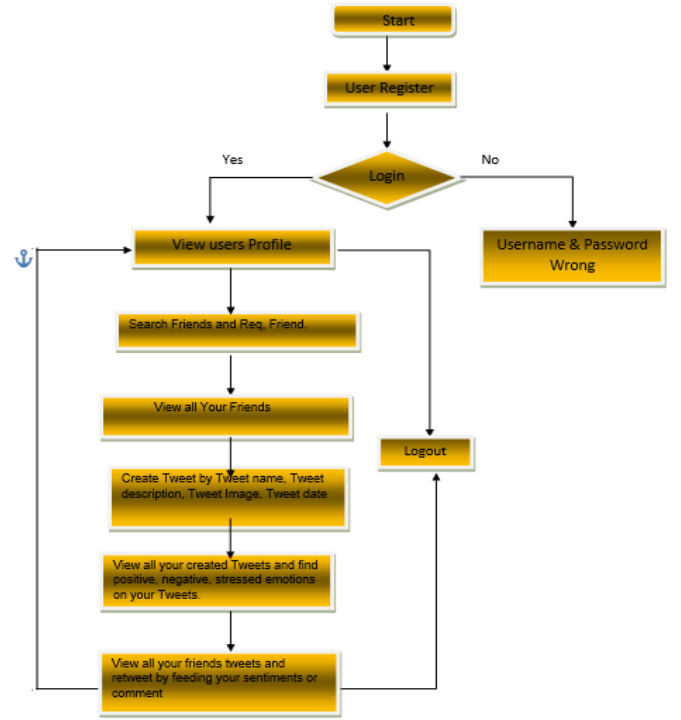 Start
User Register
Yes
No
Login
View users Profile
Username & Password
Wrong
Search Friends and Req, Friend.
View all Your Friends
Logout
Create Tweet by Tweet name, Tweet
description, Tweet Image, Tweet date
View all your created Tweets and find
positive, negative, stressed emotions
on your Tweets.
View all your friends tweets and
retweet by feeding your sentiments or
comment